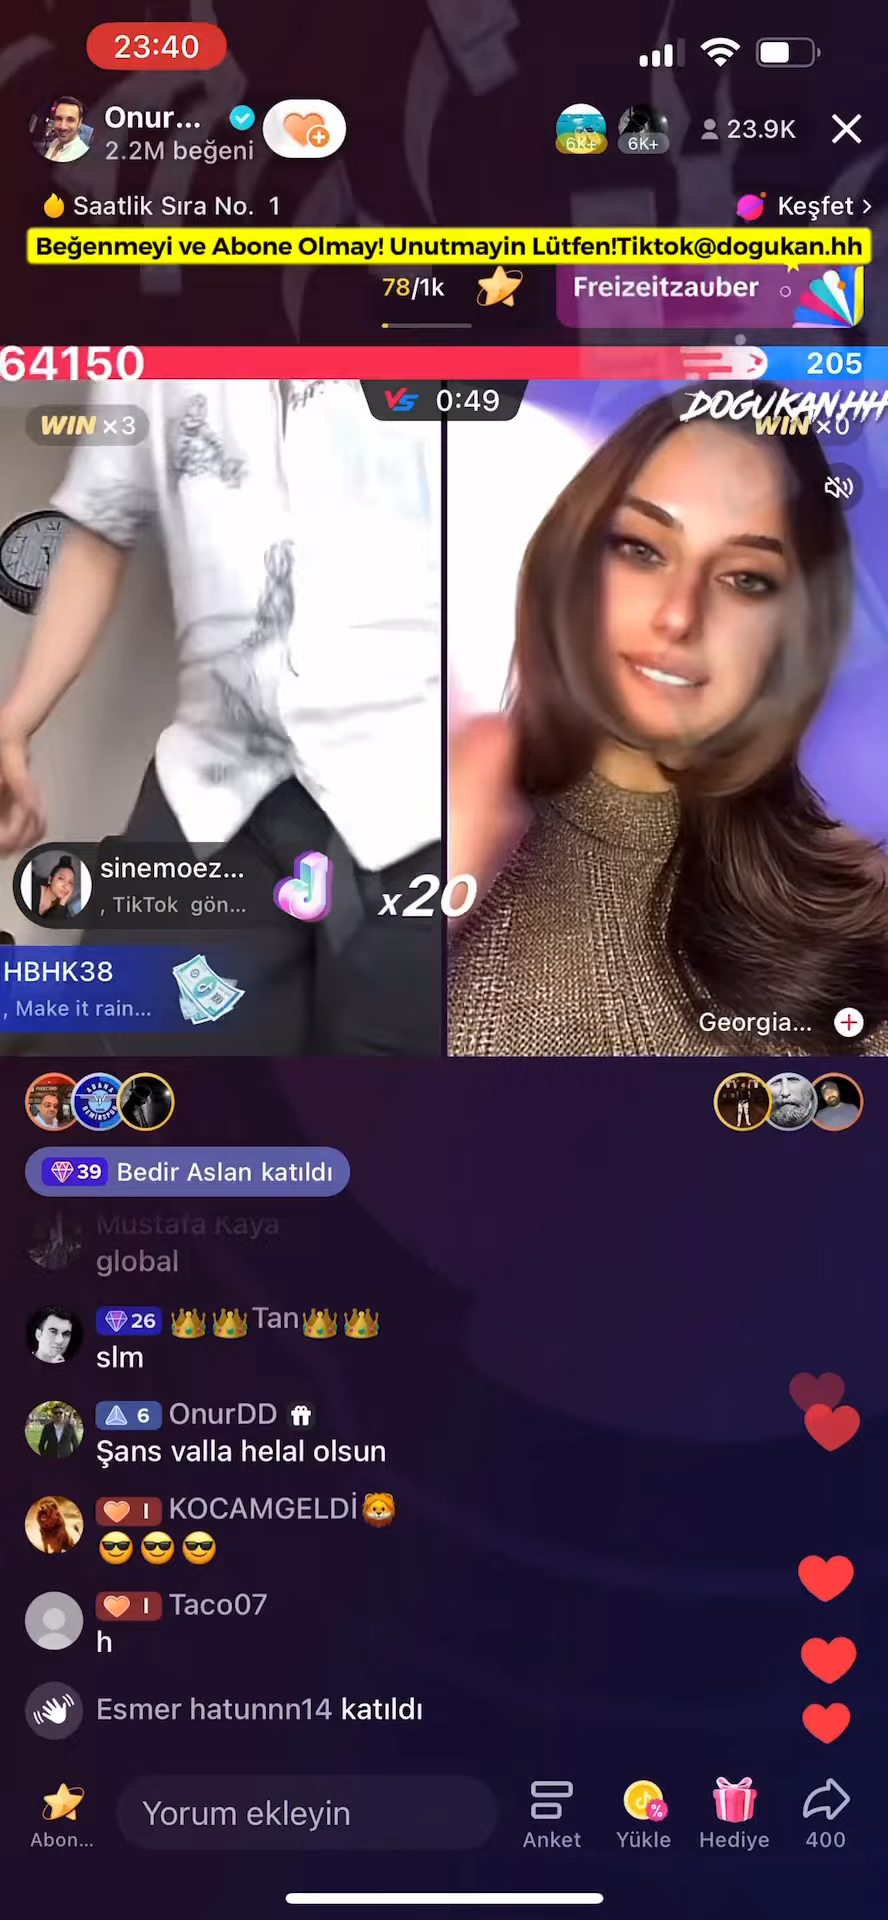 23:40
Onur...
2.2M beğeni
6K+
6K+
23.9K
Saatlik Sıra No. 1
Keşfet >
Beğenmeyi ve Abone Olmay! Unutmayin Lütfen!Tiktok@dogukan.hh
78/1k
Freizeitzauber
64150
205
VS 0:49
DOGUKAN.HH
WIN x3
WIN x0
sinemoez...
, TikTok gön...
x20
HBHK38
, Make it rain...
Georgia...
39 Bedir Aslan katıldı
Mustafa Kaya
global
26 Tan
slm
6 OnurDD
Şans valla helal olsun
I KOCAMGELDİ🦁
😎😎😎
I Taco07
h
Esmer hatunnn14 katıldı
Yorum ekleyin
Abon...
Anket
Yükle
Hediye
400